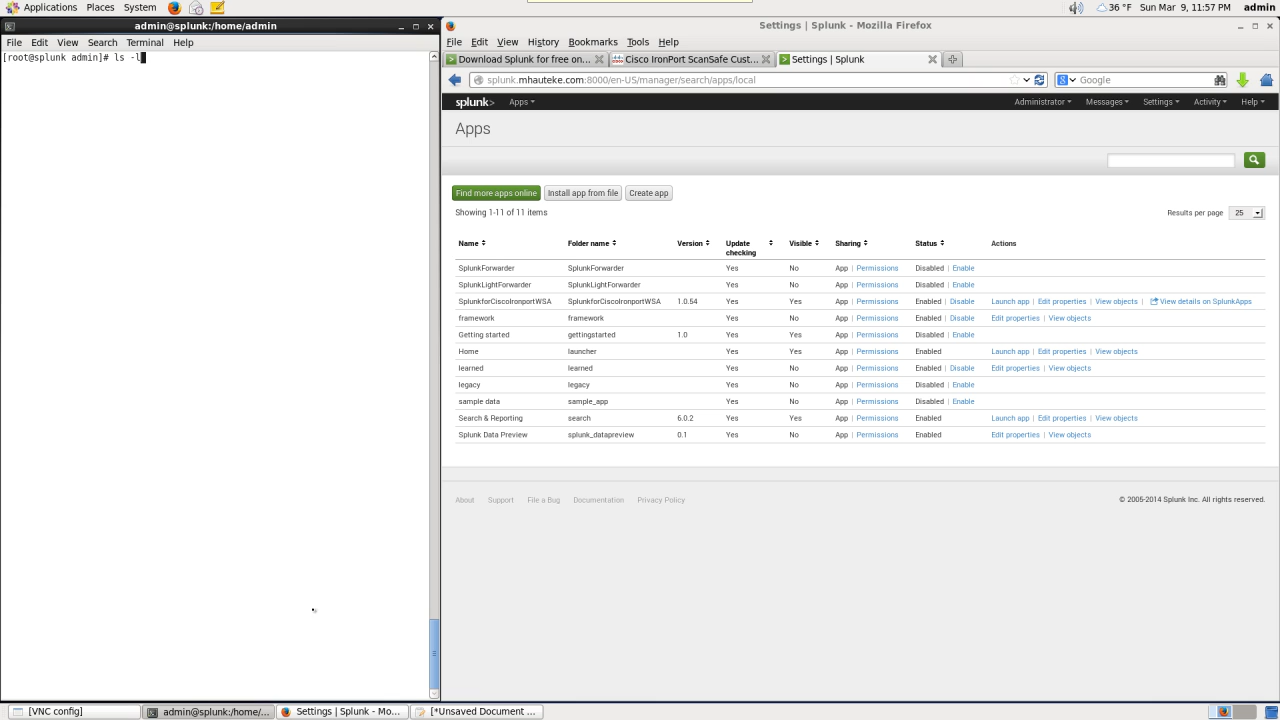 Applications Places System 36 °F Sun Mar 9, 11:57 PM admin
admin@splunk:/home/admin
File Edit View Search Terminal Help
[root@splunk admin]# ls -l
Settings | Splunk - Mozilla Firefox
File Edit View History Bookmarks Tools Help
Download Splunk for free on... Cisco IronPort ScanSafe Cust... Settings | Splunk
splunk.mhauteke.com:8000/en-US/manager/search/apps/local Google
splunk> Apps Administrator Messages Settings Activity Help
Apps
Find more apps online Install app from file Create app
Showing 1-11 of 11 items Results per page 25
Name Folder name Version Update checking Visible Sharing Status Actions
SplunkForwarder SplunkForwarder Yes No App | Permissions Disabled | Enable
SplunkLightForwarder SplunkLightForwarder Yes No App | Permissions Disabled | Enable
SplunkforCiscoIronportWSA SplunkforCiscoIronportWSA 1.0.54 Yes Yes App | Permissions Enabled | Disable Launch app | Edit properties | View objects | View details on SplunkApps
framework framework Yes No App | Permissions Enabled | Disable Edit properties | View objects
Getting started gettingstarted 1.0 Yes Yes App | Permissions Disabled | Enable
Home launcher Yes Yes App | Permissions Enabled Launch app | Edit properties | View objects
learned learned Yes No App | Permissions Enabled | Disable Edit properties | View objects
legacy legacy Yes No App | Permissions Disabled | Enable
sample data sample_app Yes No App | Permissions Disabled | Enable
Search & Reporting search 6.0.2 Yes Yes App | Permissions Enabled Launch app | Edit properties | View objects
Splunk Data Preview splunk_datapreview 0.1 Yes No App | Permissions Enabled Edit properties | View objects
About Support File a Bug Documentation Privacy Policy © 2005-2014 Splunk Inc. All rights reserved.
[VNC config] admin@splunk:/home/... Settings | Splunk - Mo... [*Unsaved Document ...